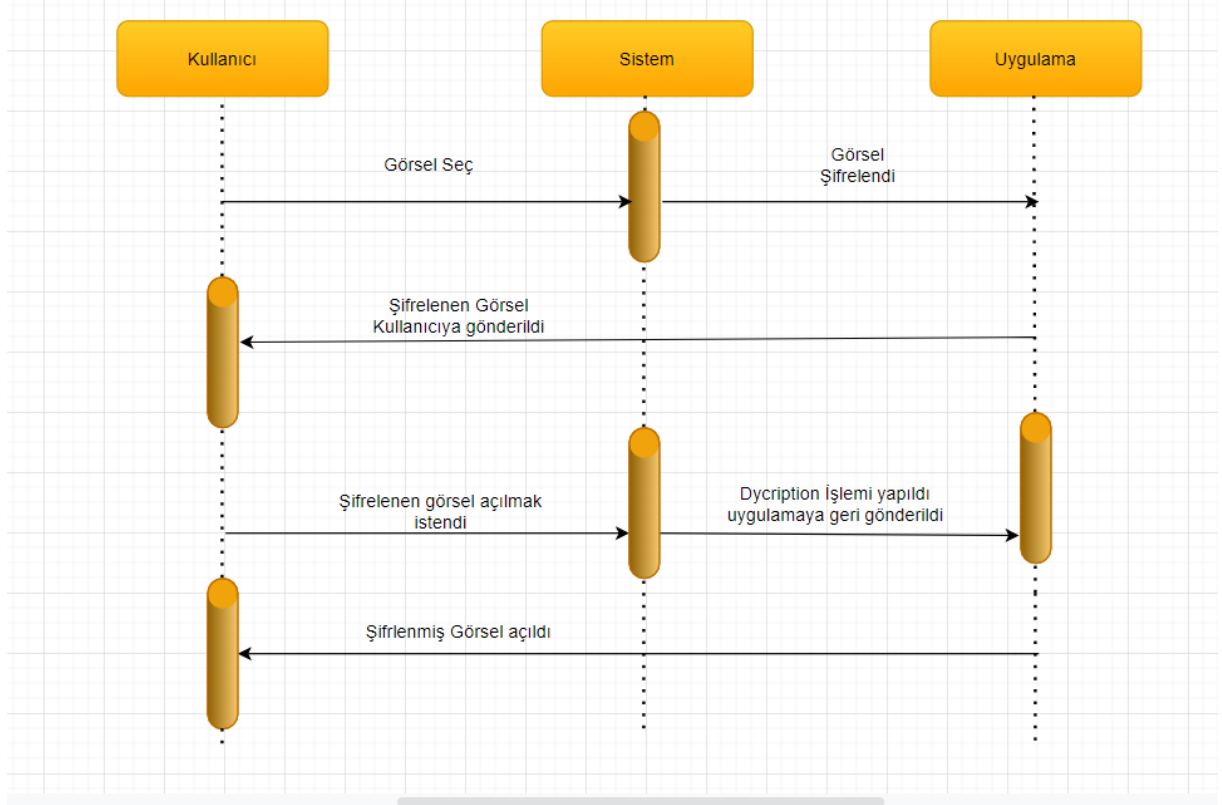 Kullanıcı
Sistem
Uygulama
Görsel Seç
Görsel
Şifrelendi
Şifrelenen Görsel
Kullanıcıya gönderildi
Şifrelenen görsel açılmak
istendi
Dycription İşlemi yapıldı
uygulamaya geri gönderildi
Şifrlenmiş Görsel açıldı